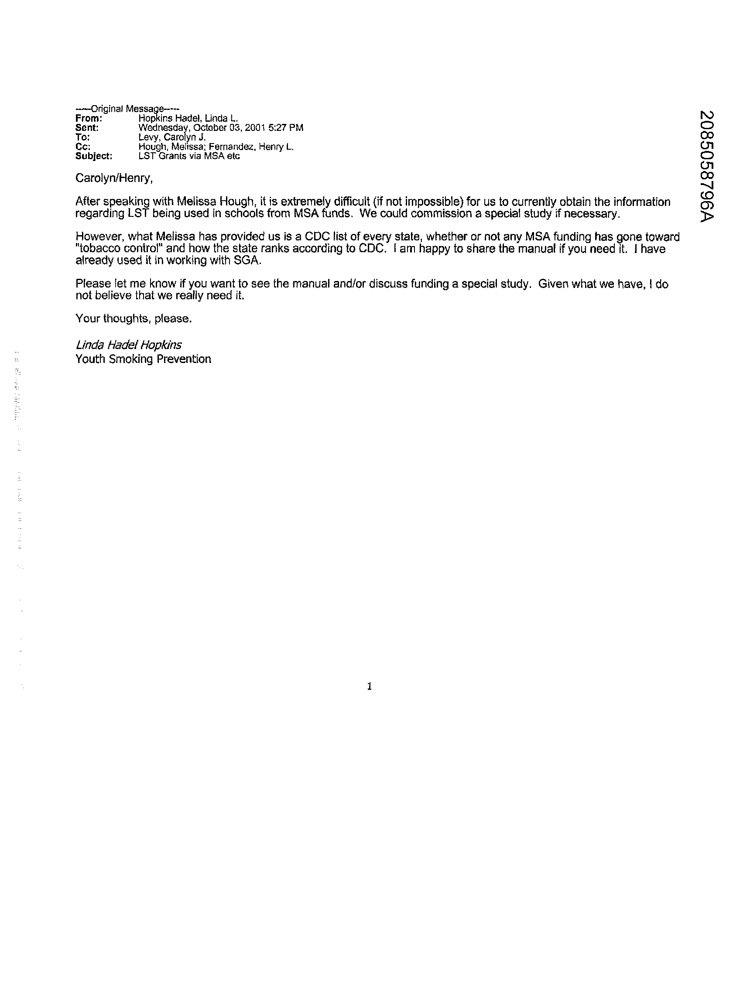 -----Original Message-----
From: Hopkins Hadel, Linda L.
Sent: Wednesday, October 03, 2001 5:27 PM
To: Levy, Carolyn J.
Cc: Hough, Melissa; Fernandez, Henry L.
Subject: LST Grants via MSA etc
Carolyn/Henry,
After speaking with Melissa Hough, it is extremely difficult (if not impossible) for us to currently obtain the information
regarding LST being used in schools from MSA funds. We could commission a special study if necessary.
However, what Melissa has provided us is a CDC list of every state, whether or not any MSA funding has gone toward
"tobacco control" and how the state ranks according to CDC. I am happy to share the manual if you need it. I have
already used it in working with SGA.
Please let me know if you want to see the manual and/or discuss funding a special study. Given what we have, I do
not believe that we really need it.
Your thoughts, please.
Linda Hadel Hopkins
Youth Smoking Prevention
1
2085058796A